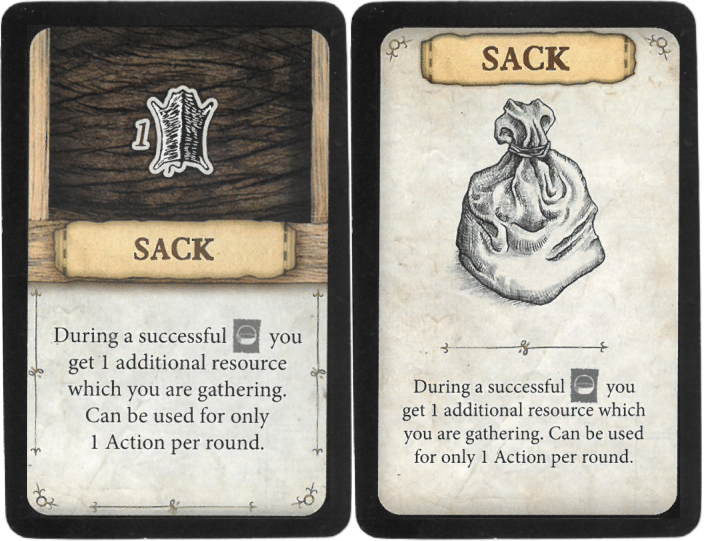 1
SACK
During a successful you
get 1 additional resource
which you are gathering.
Can be used for only
1 Action per round.
SACK
During a successful you
get 1 additional resource which
you are gathering. Can be used
for only 1 Action per round.